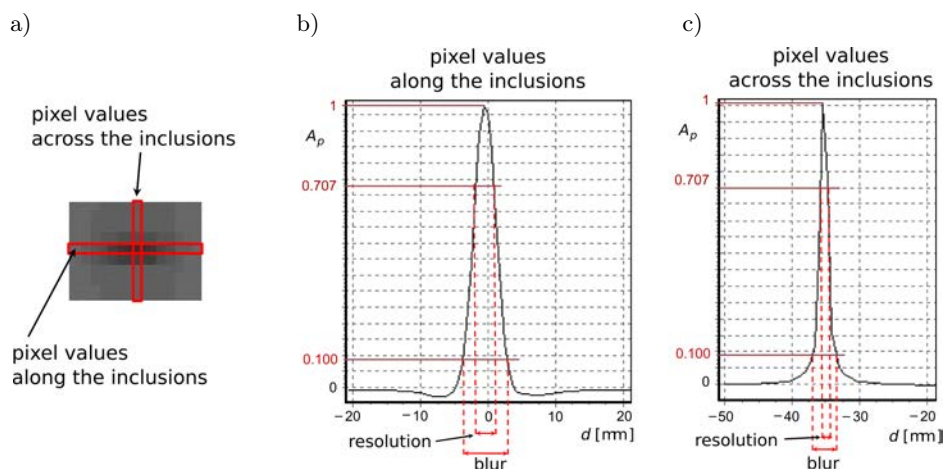 a)
pixel values
across the inclusions
pixel values
along the inclusions
b)
pixel values
along the inclusions
1
A_p
0.707
0.100
0
−20 −10 0 10 20
d [mm]
resolution
blur
c)
pixel values
across the inclusions
1
A_p
0.707
0.100
0
−50 −40 −30 −20
d [mm]
resolution
blur